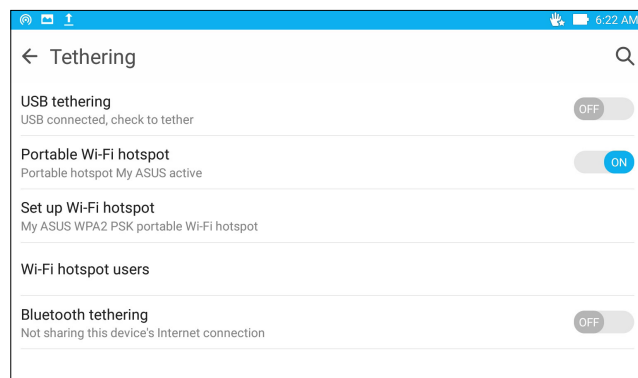 6:22 AM
Tethering
USB tethering
OFF
USB connected, check to tether
Portable Wi-Fi hotspot
ON
Portable hotspot My ASUS active
Set up Wi-Fi hotspot
My ASUS WPA2 PSK portable Wi-Fi hotspot
Wi-Fi hotspot users
Bluetooth tethering
OFF
Not sharing this device's Internet connection